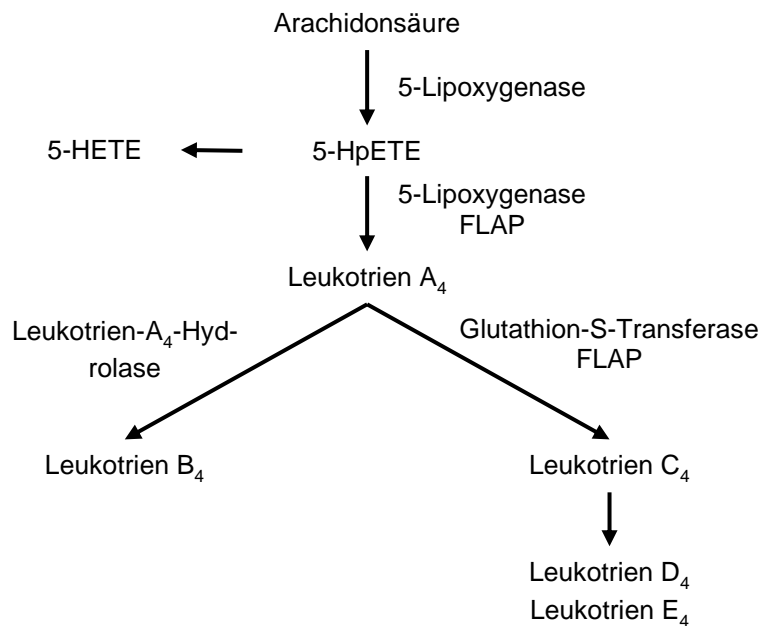 Arachidonsäure
5-Lipoxygenase
5-HETE
5-HpETE
5-Lipoxygenase
FLAP
Leukotrien A₄
Leukotrien-A₄-Hyd-
rolase
Glutathion-S-Transferase
FLAP
Leukotrien B₄
Leukotrien C₄
Leukotrien D₄
Leukotrien E₄